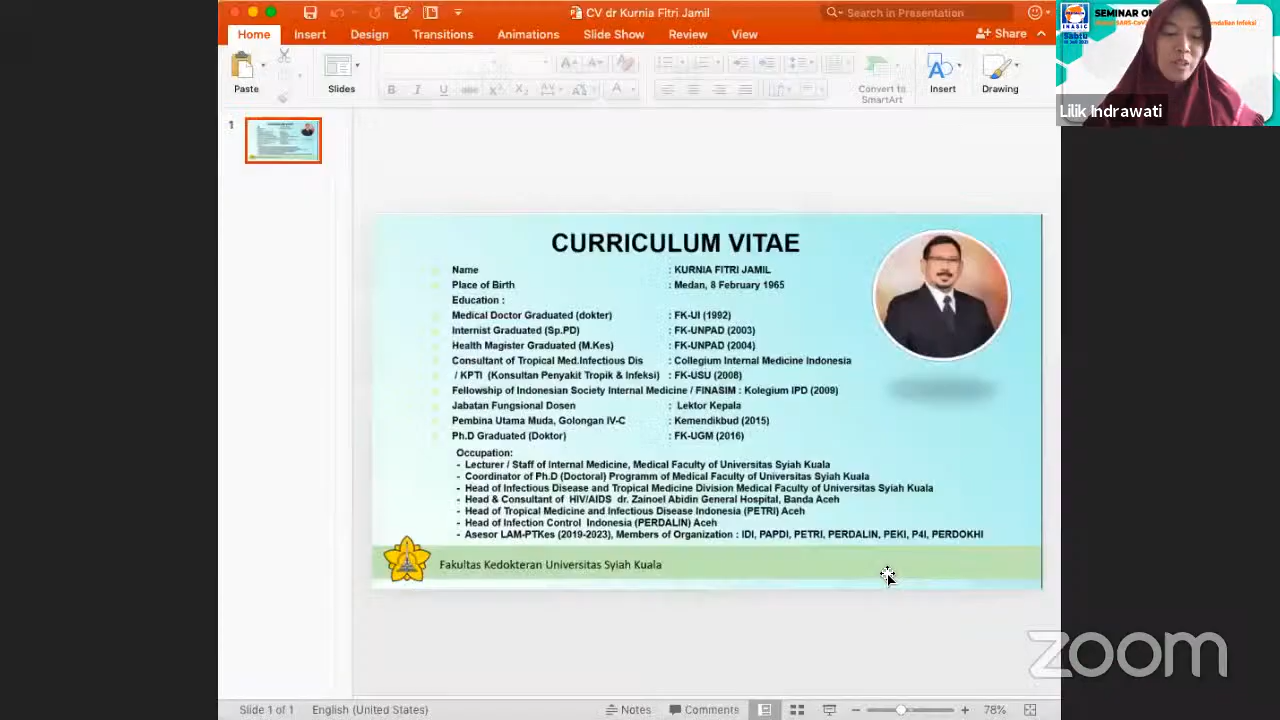 CV dr Kurnia Fitri Jamil
Search in Presentation
Home Insert Design Transitions Animations Slide Show Review View
Share
Paste
Slides
Convert to
SmartArt
Insert
Drawing
SEMINAR ON
INASIC
Sabtu
Lilik Indrawati
1
CURRICULUM VITAE
Name : KURNIA FITRI JAMIL
Place of Birth : Medan, 8 February 1965
Education :
Medical Doctor Graduated (dokter) : FK-UI (1992)
Internist Graduated (Sp.PD) : FK-UNPAD (2003)
Health Magister Graduated (M.Kes) : FK-UNPAD (2004)
Consultant of Tropical Med.Infectious Dis : Collegium Internal Medicine Indonesia
/ KPTI (Konsultan Penyakit Tropik & Infeksi) : FK-USU (2008)
Fellowship of Indonesian Society Internal Medicine / FINASIM : Kolegium IPD (2009)
Jabatan Fungsional Dosen : Lektor Kepala
Pembina Utama Muda, Golongan IV-C : Kemendikbud (2015)
Ph.D Graduated (Doktor) : FK-UGM (2016)
Occupation:
- Lecturer / Staff of Internal Medicine, Medical Faculty of Universitas Syiah Kuala
- Coordinator of Ph.D (Doctoral) Programm of Medical Faculty of Universitas Syiah Kuala
- Head of Infectious Disease and Tropical Medicine Division Medical Faculty of Universitas Syiah Kuala
- Head & Consultant of HIV/AIDS dr. Zainoel Abidin General Hospital, Banda Aceh
- Head of Tropical Medicine and Infectious Disease Indonesia (PETRI) Aceh
- Head of Infection Control Indonesia (PERDALIN) Aceh
- Asesor LAM-PTKes (2019-2023), Members of Organization : IDI, PAPDI, PETRI, PERDALIN, PEKI, P4I, PERDOKHI
Fakultas Kedokteran Universitas Syiah Kuala
zoom
Slide 1 of 1 English (United States) Notes Comments 78%